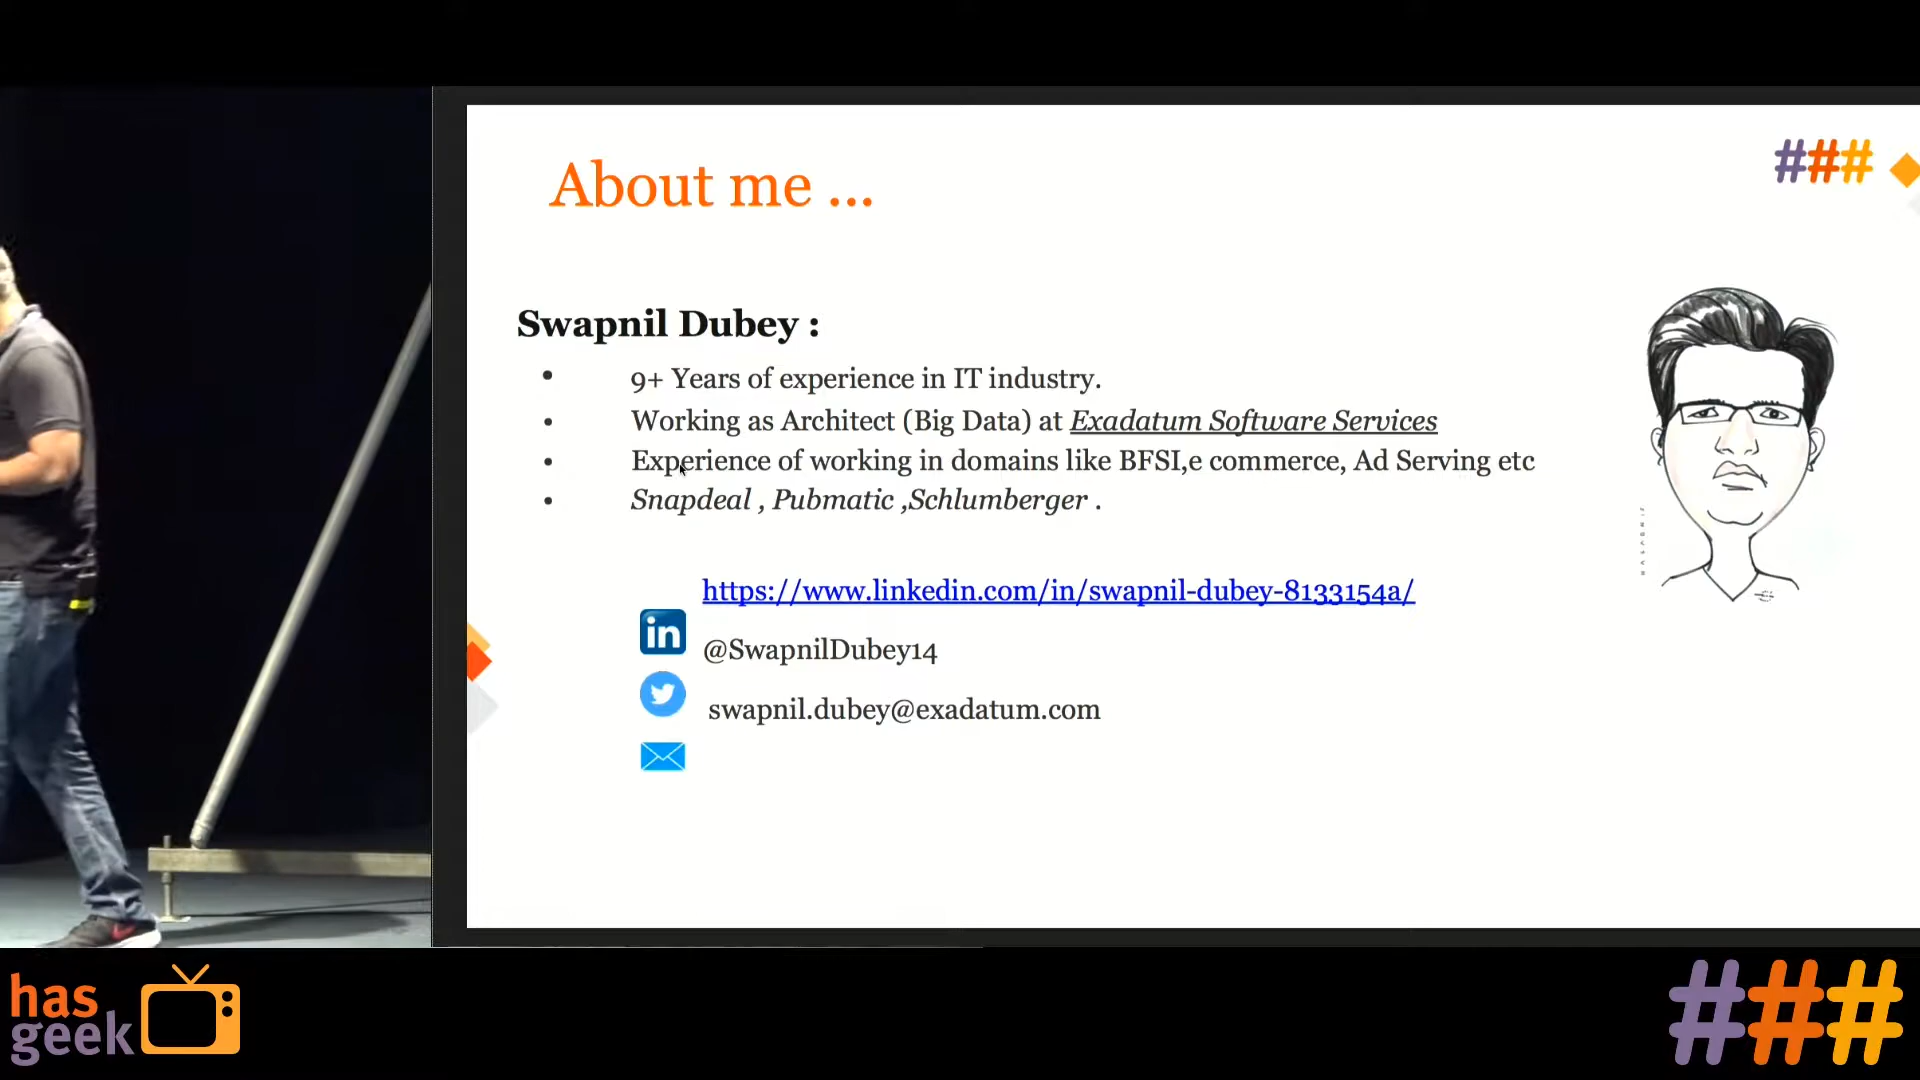 About me ...
###
Swapnil Dubey :
• 9+ Years of experience in IT industry.
• Working as Architect (Big Data) at Exadatum Software Services
• Experience of working in domains like BFSI,e commerce, Ad Serving etc
• Snapdeal , Pubmatic ,Schlumberger .
https://www.linkedin.com/in/swapnil-dubey-8133154a/
in
@SwapnilDubey14
swapnil.dubey@exadatum.com
has
geek
###